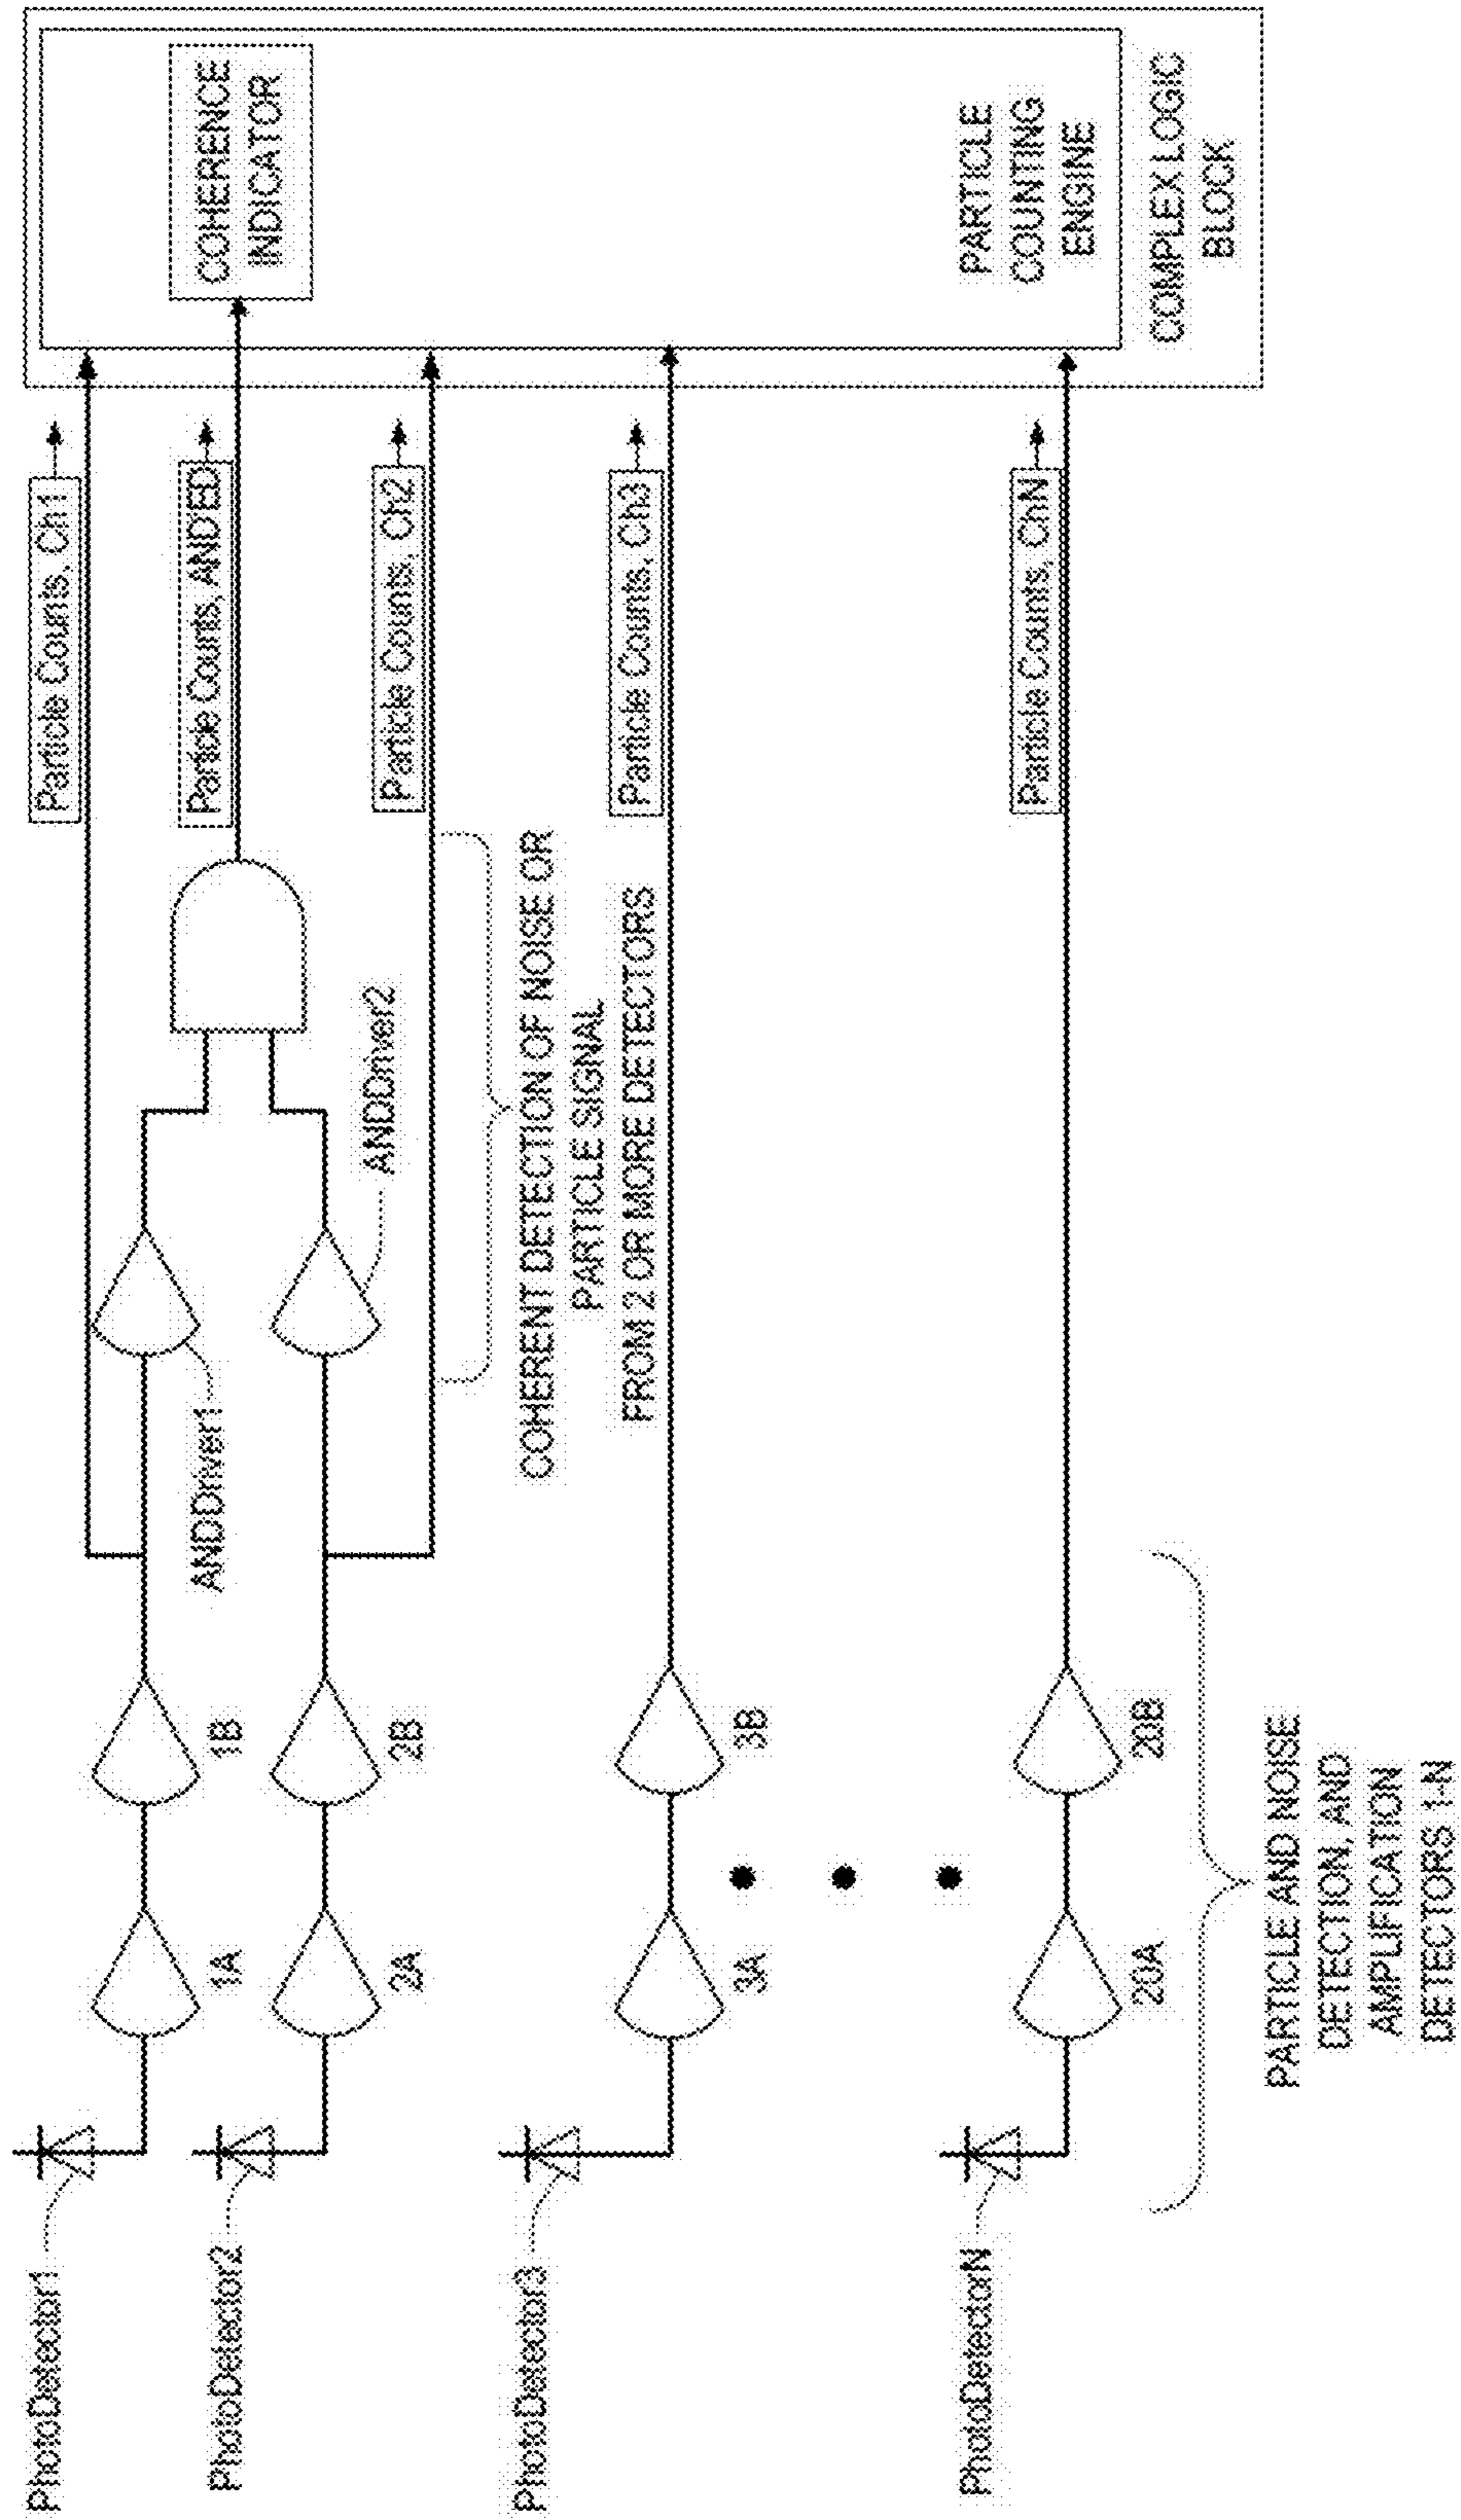 PhotoDetector1
1A
1B
ANDDriver1
Particle Counts, Ch1
Particle Counts, AND'ED
COHERENCE
INDICATOR
PhotoDetector2
2A
2B
ANDDriver2
Particle Counts, Ch2
COHERENT DETECTION OF NOISE OR
PARTICLE SIGNAL
FROM 2 OR MORE DETECTORS
PhotoDetector3
3A
3B
Particle Counts, Ch3
PhotoDetectorN
20A
20B
Particle Counts, ChN
PARTICLE
COUNTING
ENGINE
COMPLEX LOGIC
BLOCK
PARTICLE AND NOISE
DETECTION, AND
AMPLIFICATION
DETECTORS 1-N